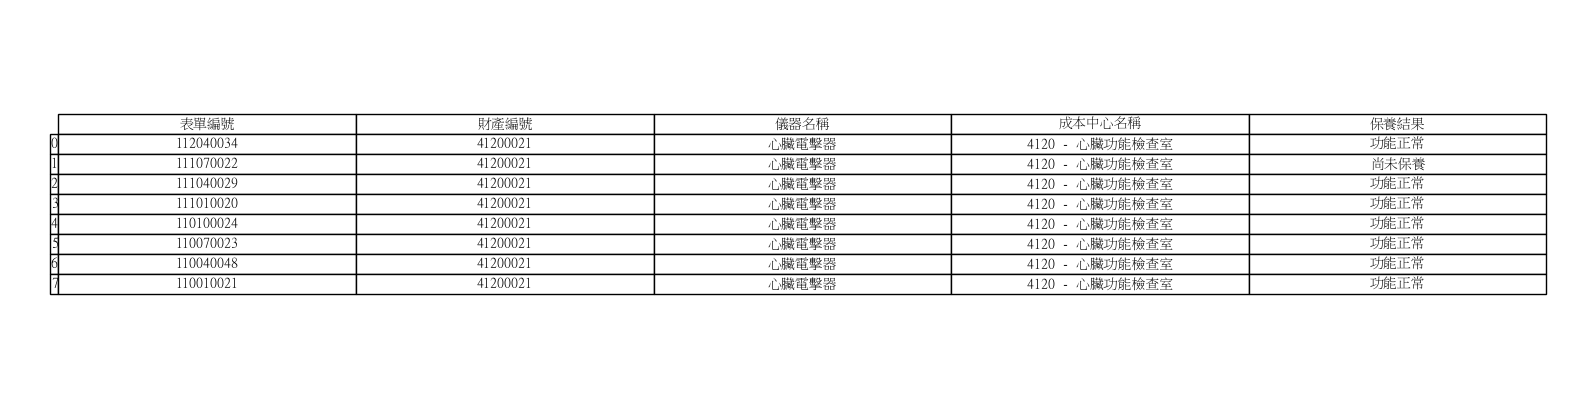 表單編號 財產編號 儀器名稱 成本中心名稱 保養結果
0 112040034 41200021 心臟電擊器 4120 - 心臟功能檢查室 功能正常
1 111070022 41200021 心臟電擊器 4120 - 心臟功能檢查室 尚未保養
2 111040029 41200021 心臟電擊器 4120 - 心臟功能檢查室 功能正常
3 111010020 41200021 心臟電擊器 4120 - 心臟功能檢查室 功能正常
4 110100024 41200021 心臟電擊器 4120 - 心臟功能檢查室 功能正常
5 110070023 41200021 心臟電擊器 4120 - 心臟功能檢查室 功能正常
6 110040048 41200021 心臟電擊器 4120 - 心臟功能檢查室 功能正常
7 110010021 41200021 心臟電擊器 4120 - 心臟功能檢查室 功能正常